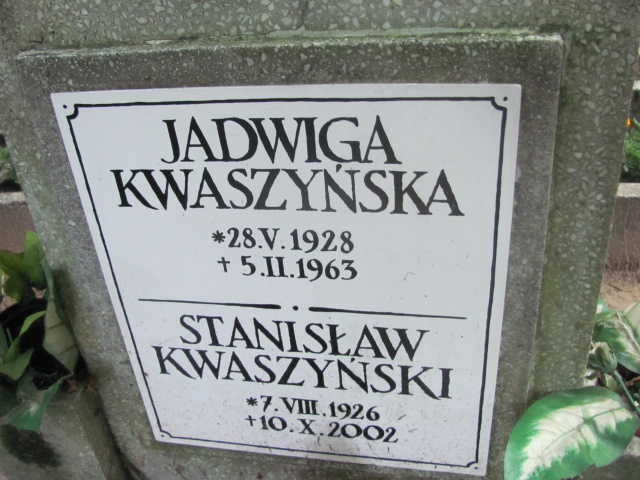 JADWIGA
KWASZYŃSKA
*28.V.1928
†5.II.1963
STANISŁAW
KWASZYŃSKI
*7.VIII.1926
†10.X.2002